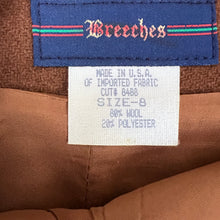 Breeches
MADE IN U.S.A.
OF IMPORTED FABRIC
CUT# 8488
SIZE-8
80% WOOL
20% POLYESTER